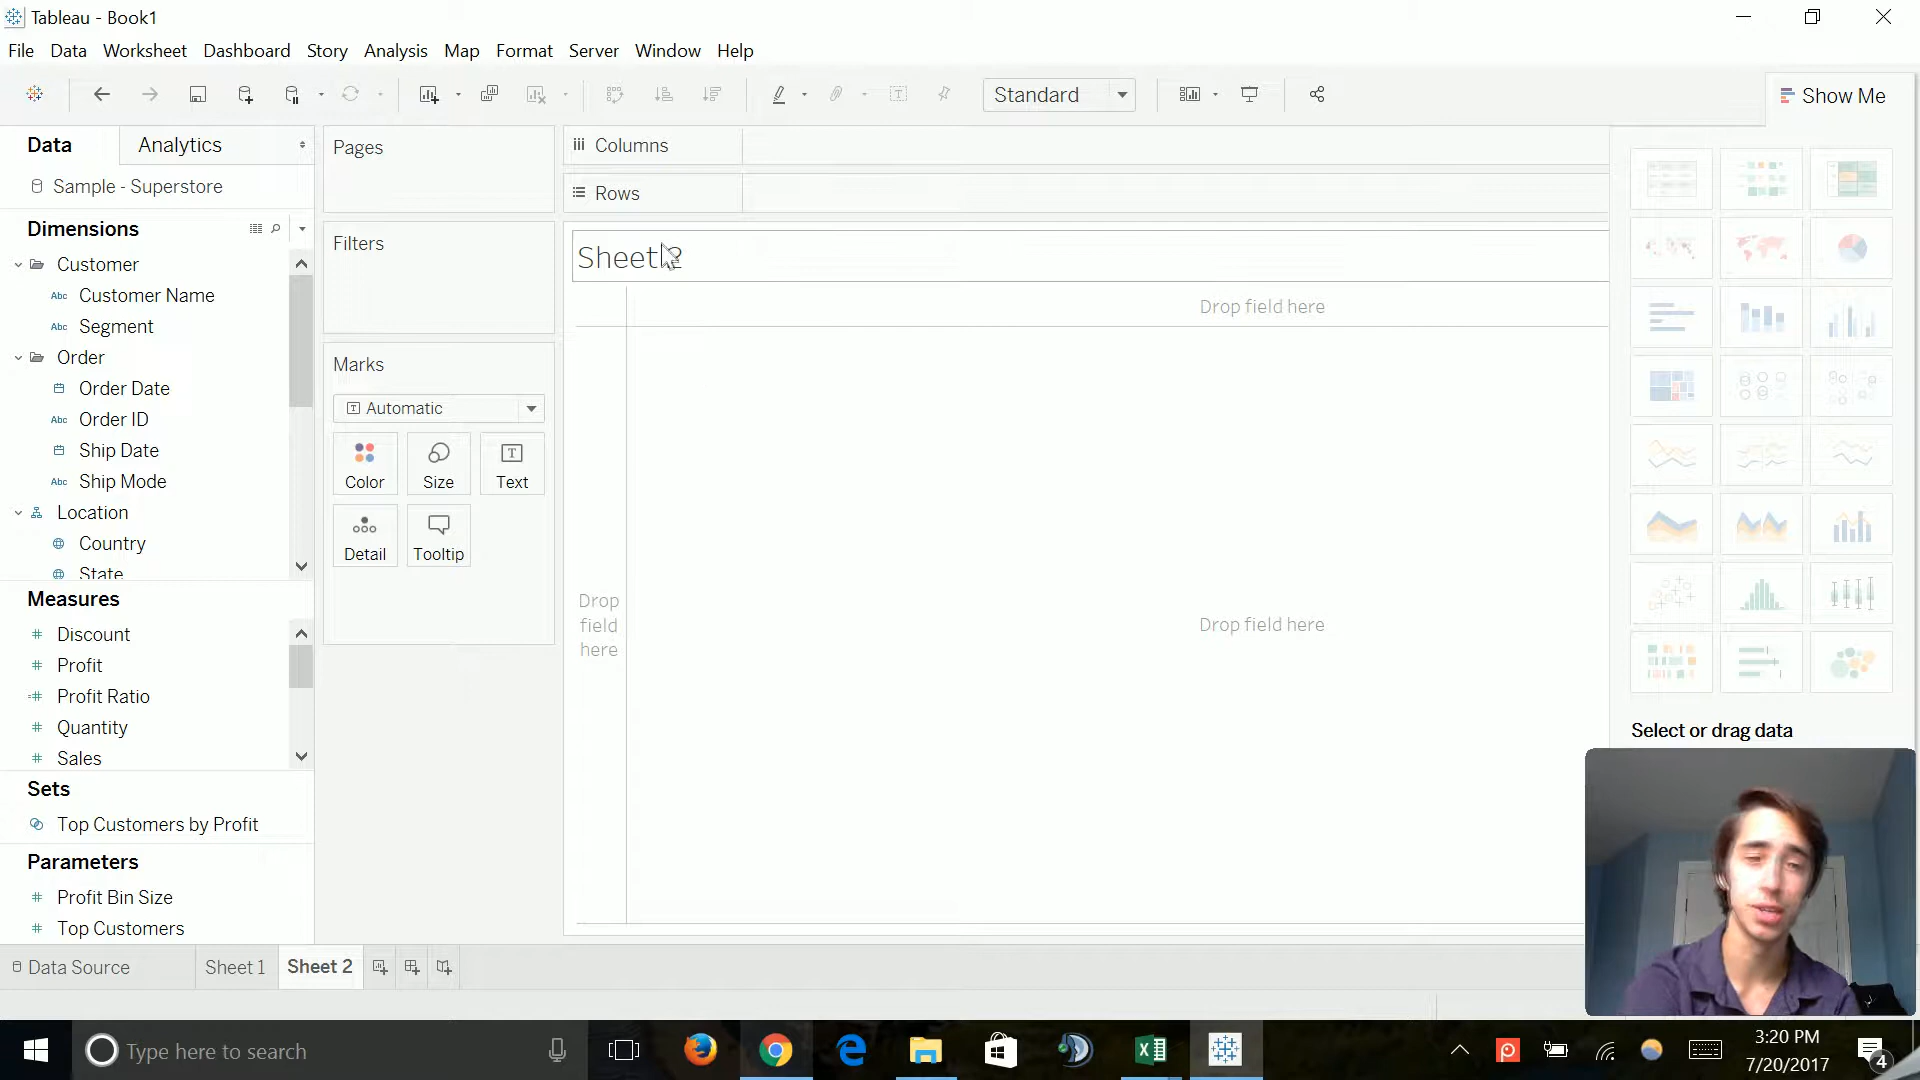 Tableau - Book1
File Data Worksheet Dashboard Story Analysis Map Format Server Window Help
Standard
Show Me
Data Analytics
Sample - Superstore
Dimensions
Customer
Abc Customer Name
Abc Segment
Order
Order Date
Abc Order ID
Ship Date
Abc Ship Mode
Location
Country
State
Measures
# Discount
# Profit
=# Profit Ratio
# Quantity
# Sales
Sets
Top Customers by Profit
Parameters
# Profit Bin Size
# Top Customers
Pages
Filters
Marks
T Automatic
Color Size Text
Detail Tooltip
Columns
Rows
Sheet 2
Drop field here
Drop
field
here
Drop field here
Select or drag data
Data Source Sheet 1 Sheet 2
Type here to search
3:20 PM
7/20/2017
4